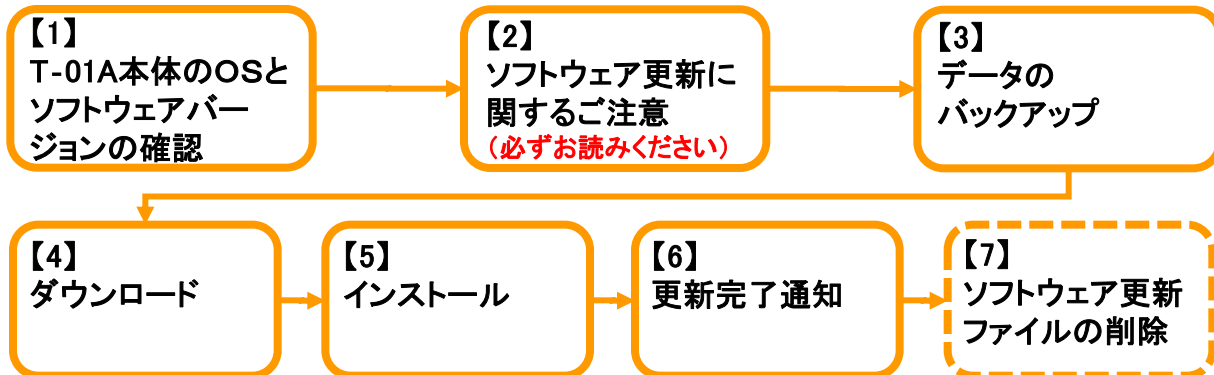 【1】
T-01A本体のOSと
ソフトウェアバー
ジョンの確認
【2】
ソフトウェア更新に
関するご注意
(必ずお読みください)
【3】
データの
バックアップ
【4】
ダウンロード
【5】
インストール
【6】
更新完了通知
【7】
ソフトウェア更新
ファイルの削除